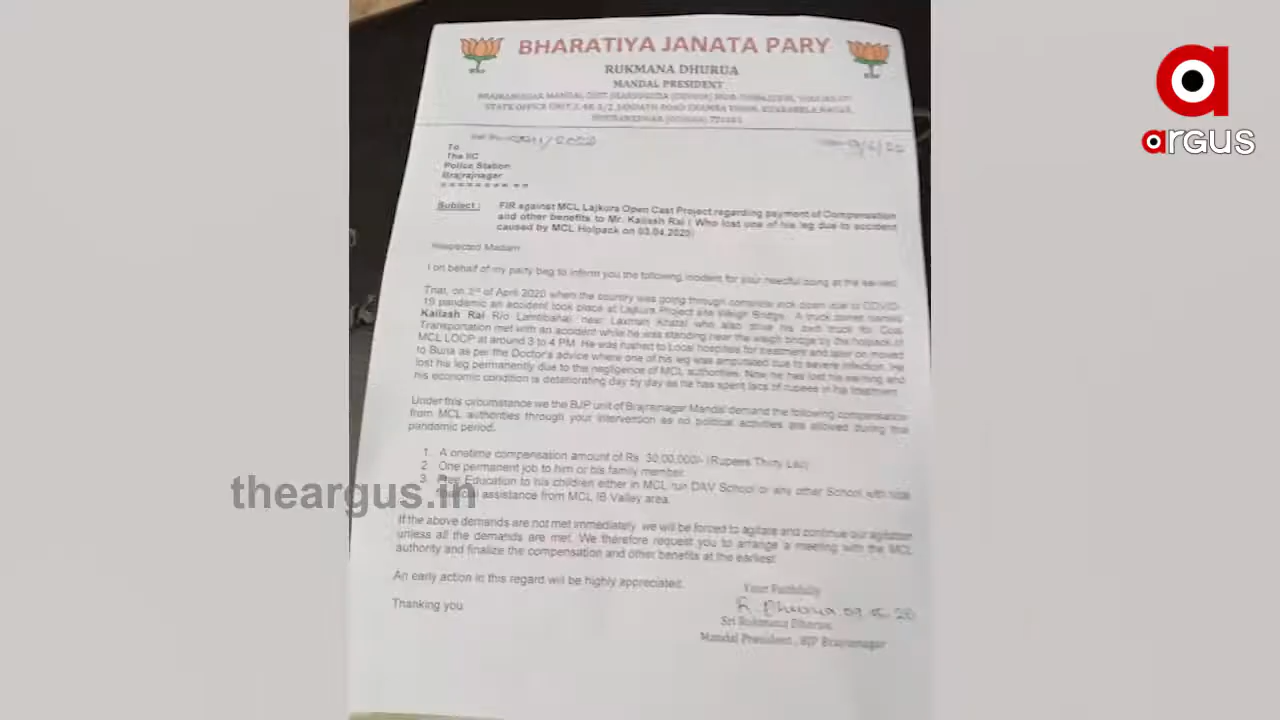 BHARATIYA JANATA PARY
RUKMANA DHURUA
MANDAL PRESIDENT
To
The IIC
Police Station
Brajrajnagar
Subject : FIR against MCL Lajkura Open Cast Project regarding payment of Compensation
and other benefits to Mr. Kailash Rai ( Who lost one of his leg due to accident
caused by MCL Holpack on 03.04.2020)
Respected Madam
I on behalf of my party beg to inform you the following incident for your needful doing at the earliest.
That, on 3rd of April 2020 when the country was going through complete lock down due to COVID-
19 pandemic an accident took place at Lajkura Project site Weigh Bridge. A truck owner named
Kailash Rai R/o Lamtibahal, near Laxman Khatal who also drive his own truck for Coal
Transportation met with an accident while he was standing near the weigh bridge by the holpack of
MCL LOCP at around 3 to 4 PM. He was rushed to Local hospitals for treatment and later on moved
to Burla as per the Doctor's advice where one of his leg was amputated due to severe infection. He
lost his leg permanently due to the negligence of MCL authorities. Now he has lost his earning and
his economic condition is deteriorating day by day as he has spent lacs of rupees in his treatment.
Under this circumstance we the BJP unit of Brajrajnagar Mandal demand the following compensation
from MCL authorities through your intervention as no political activities are allowed during this
pandemic period.
1. A onetime compensation amount of Rs. 30,00,000/- (Rupees Thirty Lac)
2. One permanent job to him or his family member.
3. Free Education to his children either in MCL run DAV School or any other School with
financial assistance from MCL IB Valley area.
If the above demands are not met immediately we will be forced to agitate and continue our agitation
unless all the demands are met. We therefore request you to arrange a meeting with the MCL
authority and finalize the compensation and other benefits at the earliest.
An early action in this regard will be highly appreciated.
Thanking you
Your Faithfully
R. Dhurua
Sri Rukmana Dhurua
Mandal President , BJP Brajrajnagar
theargus.in
a
argus